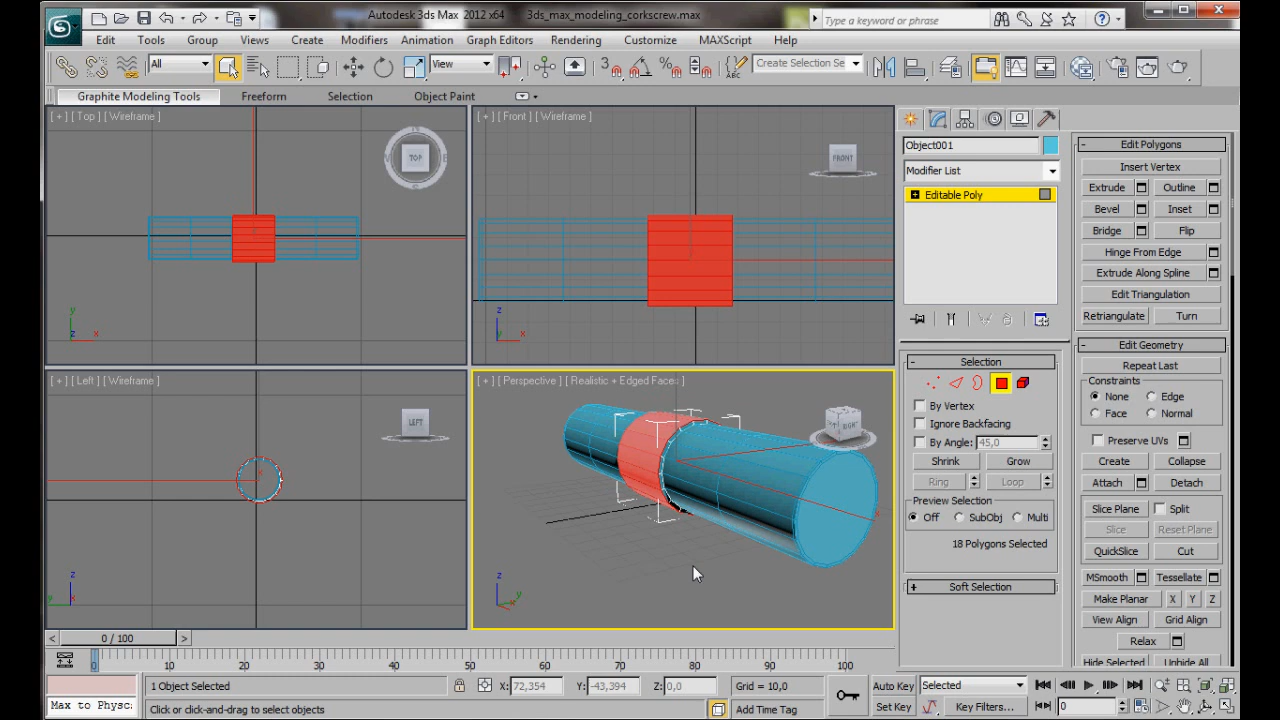 Autodesk 3ds Max 2012 x64 3ds_max_modeling_corkscrew.max
Type a keyword or phrase
Edit Tools Group Views Create Modifiers Animation Graph Editors Rendering Customize MAXScript Help
All View Create Selection Se
Graphite Modeling Tools Freeform Selection Object Paint
[ + ] [ Top ] [ Wireframe ]
TOP
[ + ] [ Front ] [ Wireframe ]
FRONT
[ + ] [ Left ] [ Wireframe ]
LEFT
[ + ] [ Perspective ] [ Realistic + Edged Faces ]
RIGHT
Object001
Modifier List
Editable Poly
Selection
By Vertex
Ignore Backfacing
By Angle: 45,0
Shrink Grow
Ring Loop
Preview Selection
Off SubObj Multi
18 Polygons Selected
Soft Selection
Edit Polygons
Insert Vertex
Extrude Outline
Bevel Inset
Bridge Flip
Hinge From Edge
Extrude Along Spline
Edit Triangulation
Retriangulate Turn
Edit Geometry
Repeat Last
Constraints
None Edge
Face Normal
Preserve UVs
Create Collapse
Attach Detach
Slice Plane Split
Slice Reset Plane
QuickSlice Cut
MSmooth Tessellate
Make Planar X Y Z
View Align Grid Align
Relax
Hide Selected Unhide All
0 / 100
0 10 20 30 40 50 60 70 80 90 100
1 Object Selected X: 72,354 Y: -43,394 Z: 0,0 Grid = 10,0 Auto Key Selected
Max to Physc: Click or click-and-drag to select objects Add Time Tag Set Key Key Filters... 0